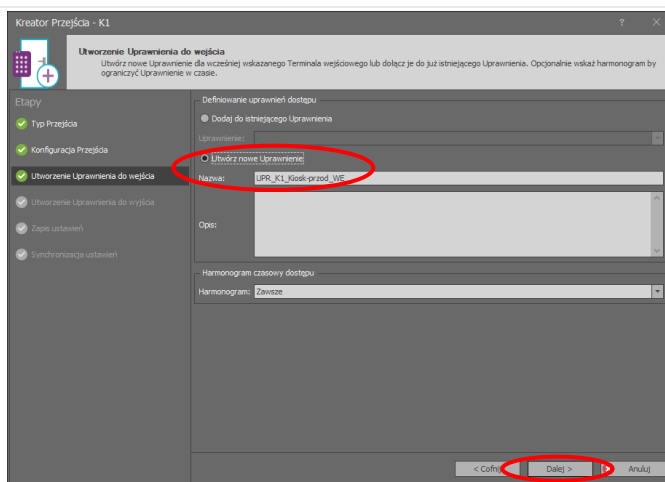 Kreator Przejścia - K1
?
Utworzenie Uprawnienia do wejścia
Utwórz nowe Uprawnienie dla wcześniej wskazanego Terminala wejściowego lub dołącz je do już istniejącego Uprawnienia. Opcjonalnie wskaż harmonogram by
ograniczyć Uprawnienie w czasie.
Etapy
Typ Przejścia
Konfiguracja Przejścia
Utworzenie Uprawnienia do wejścia
Utworzenie Uprawnienia do wyjścia
Zapis ustawień
Synchronizacja ustawień
Definiowanie uprawnień dostępu
Dodaj do istniejącego Uprawnienia
Uprawnienie:
Utwórz nowe Uprawnienie
Nazwa: UPR_K1_Kiosk-przod_WE
Opis:
Harmonogram czasowy dostępu
Harmonogram: Zawsze
< Cofnij Dalej > Anuluj